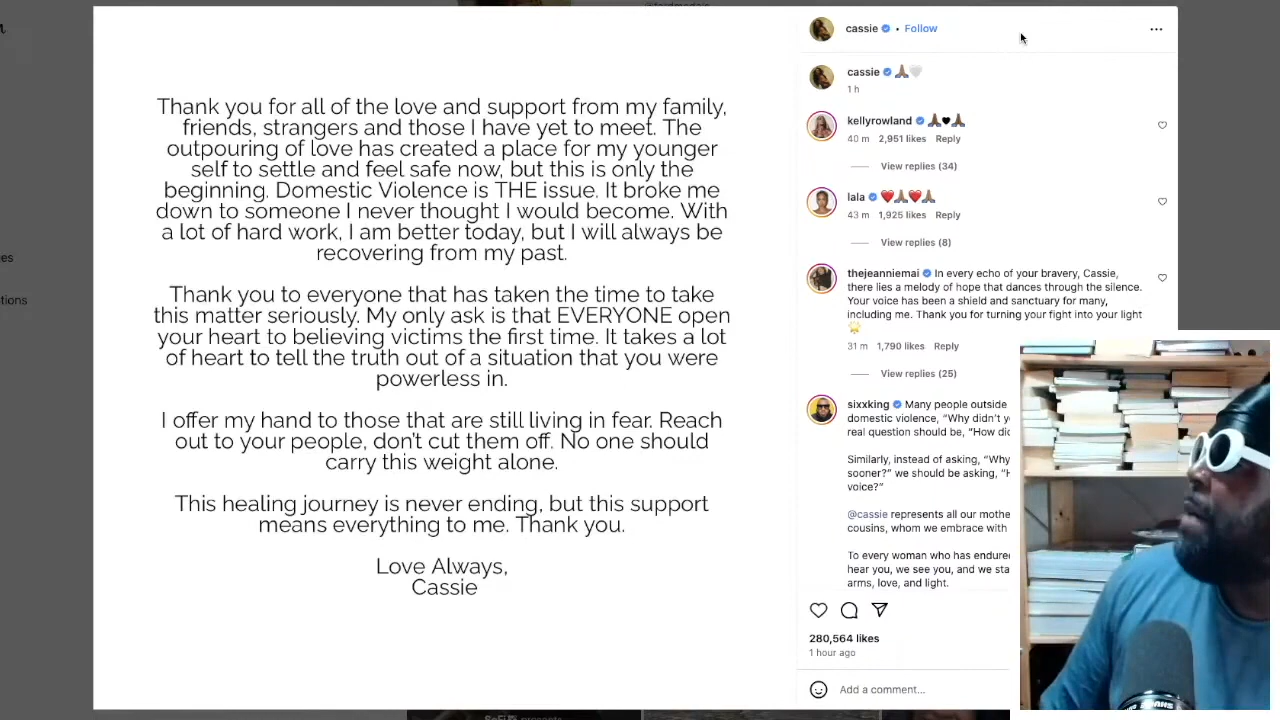 cassie • Follow
Thank you for all of the love and support from my family,
friends, strangers and those I have yet to meet. The
outpouring of love has created a place for my younger
self to settle and feel safe now, but this is only the
beginning. Domestic Violence is THE issue. It broke me
down to someone I never thought I would become. With
a lot of hard work, I am better today, but I will always be
recovering from my past.
Thank you to everyone that has taken the time to take
this matter seriously. My only ask is that EVERYONE open
your heart to believing victims the first time. It takes a lot
of heart to tell the truth out of a situation that you were
powerless in.
I offer my hand to those that are still living in fear. Reach
out to your people, don't cut them off. No one should
carry this weight alone.
This healing journey is never ending, but this support
means everything to me. Thank you.
Love Always,
Cassie
cassie 🙏🏽🤍
1 h
kellyrowland 🙏🏽🖤🙏🏽
40 m 2,951 likes Reply
View replies (34)
lala ❤️🙏🏽❤️🙏🏽
43 m 1,925 likes Reply
View replies (8)
thejeanniemai In every echo of your bravery, Cassie,
there lies a melody of hope that dances through the silence.
Your voice has been a shield and sanctuary for many,
including me. Thank you for turning your fight into your light
31 m 1,790 likes Reply
View replies (25)
sixxking Many people outside
domestic violence, "Why didn't
real question should be, "How
Similarly, instead of asking, "Why
sooner?" we should be asking,
voice?"
@cassie represents all our
cousins, whom we embrace with
To every woman who has endured
hear you, we see you, and we
arms, love, and light.
280,564 likes
1 hour ago
Add a comment...
SoFi presents